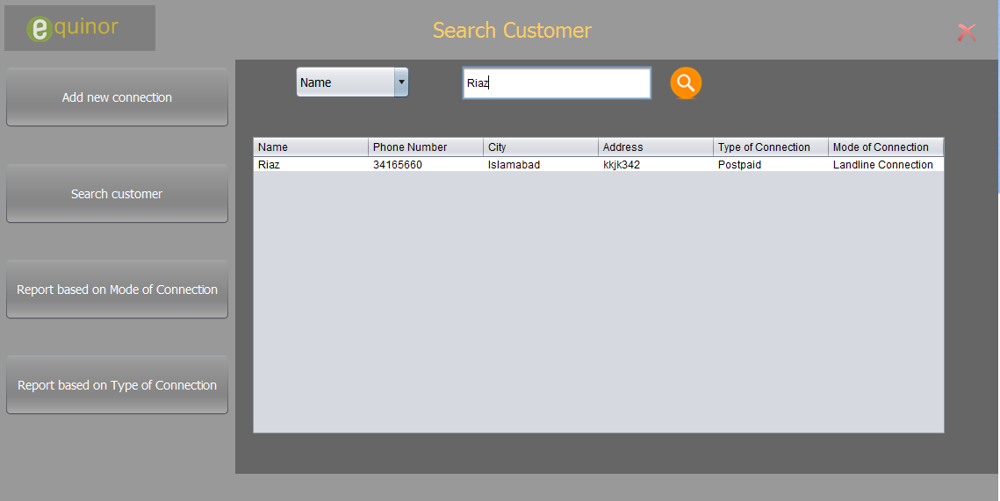 equinor
Search Customer
Add new connection
Search customer
Report based on Mode of Connection
Report based on Type of Connection
Name Riaz
Name Phone Number City Address Type of Connection Mode of Connection
Riaz 34165660 Islamabad kkjk342 Postpaid Landline Connection